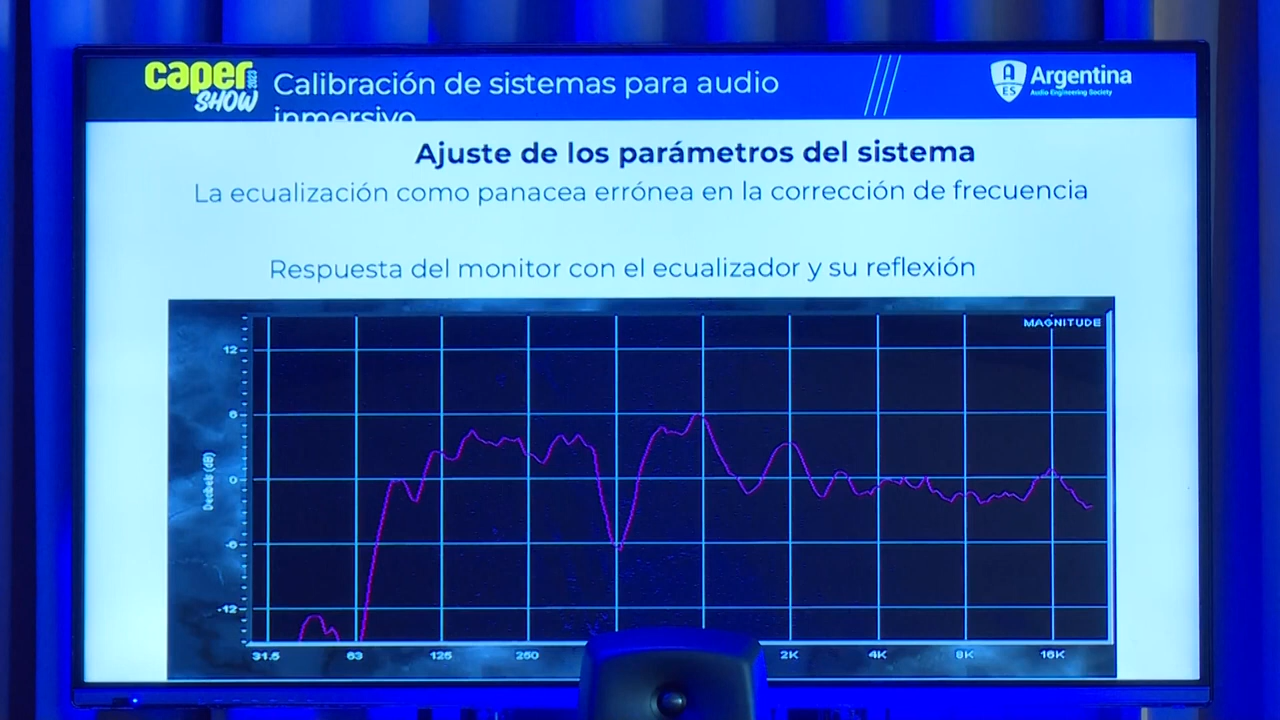 caper
2023
SHOW
Calibración de sistemas para audio
inmersivo
AES
Argentina
Audio Engineering Society
Ajuste de los parámetros del sistema
La ecualización como panacea errónea en la corrección de frecuencia
Respuesta del monitor con el ecualizador y su reflexión
MAGNITUDE
12
6
0
-6
-12
Decibels (dB)
31.5 63 125 250 2K 4K 8K 16K